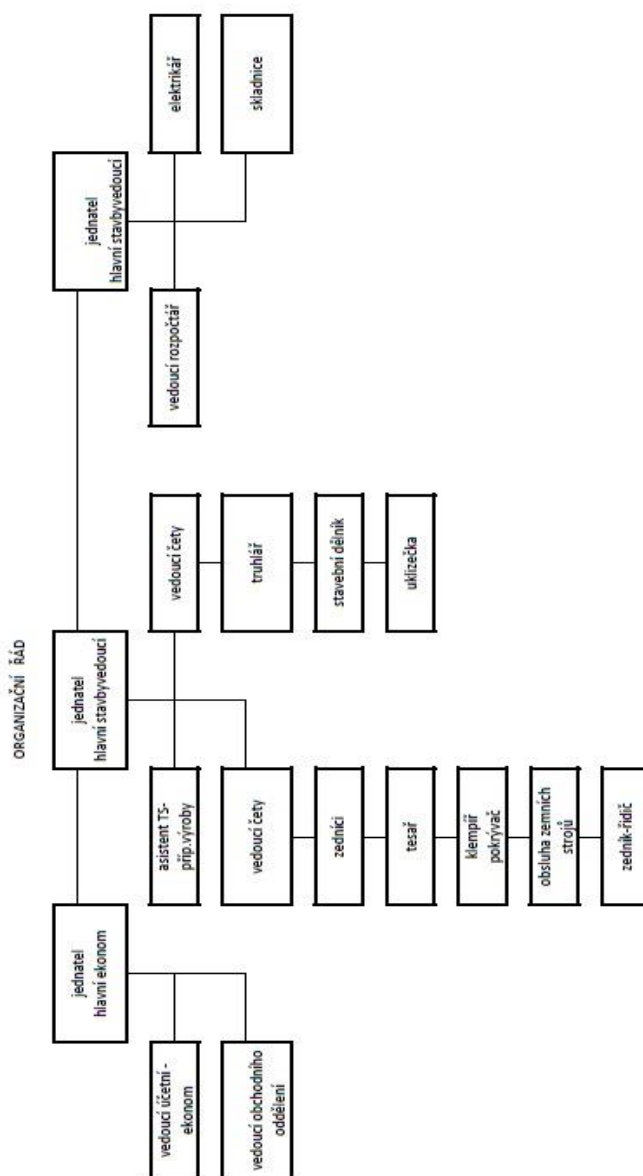 ORGANIZAČNÍ ŘÁD
jednatel
hlavní ekonom
jednatel
hlavní stavbyvedoucí
jednatel
hlavní stavbyvedoucí
vedoucí účetní -
ekonom
asistent TS-
příp.výroby
vedoucí čety
vedoucí rozpočtář
elektrikář
vedoucí obchodního
oddělení
vedoucí čety
truhlář
skladnice
zedníci
stavební dělník
tesař
uklizečka
klempíř
pokrývač
obsluha zemních
strojů
zedník-řidič